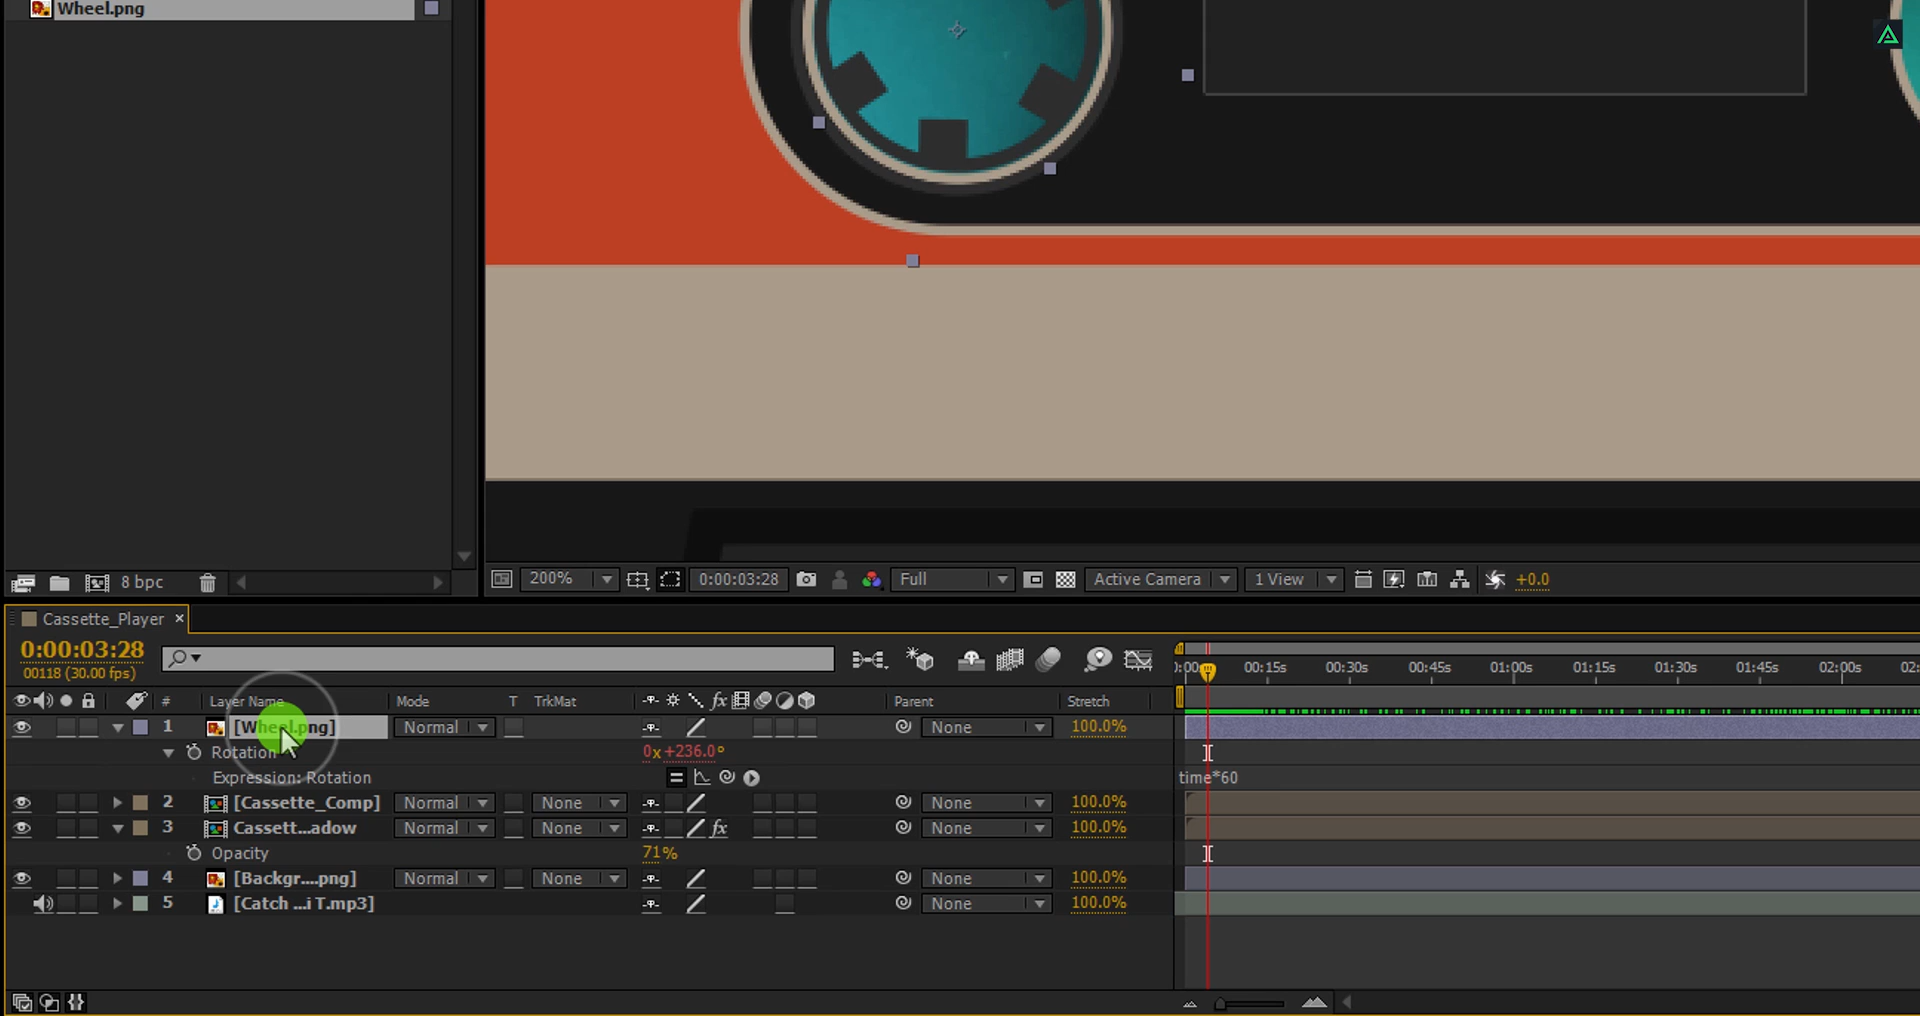 Wheel.png
8 bpc
200%
0:00:03:28
Full
Active Camera
1 View
+0.0
Cassette_Player ×
0:00:03:28
00118 (30.00 fps)
00:15s 00:30s 00:45s 01:00s 01:15s 01:30s 01:45s 02:00s
# Layer Name Mode T TrkMat fx Parent Stretch
1 [Wheel.png] Normal None 100.0%
Rotation 0x+236.0°
Expression: Rotation time*60
2 [Cassette_Comp] Normal None None 100.0%
3 Cassett...adow Normal None fx None 100.0%
Opacity 71%
4 [Backgr....png] Normal None None 100.0%
5 [Catch ...i T.mp3] None 100.0%